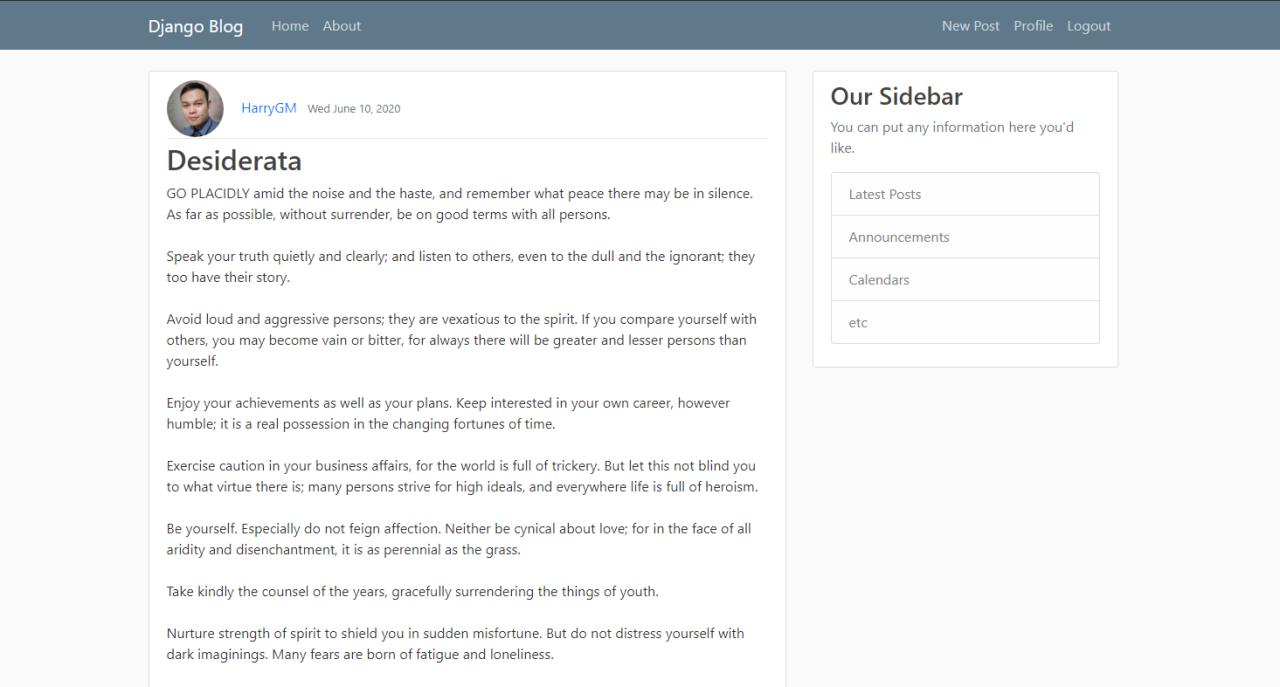 Django Blog Home About New Post Profile Logout
HarryGM Wed June 10, 2020
Desiderata
GO PLACIDLY amid the noise and the haste, and remember what peace there may be in silence.
As far as possible, without surrender, be on good terms with all persons.
Speak your truth quietly and clearly; and listen to others, even to the dull and the ignorant; they
too have their story.
Avoid loud and aggressive persons; they are vexatious to the spirit. If you compare yourself with
others, you may become vain or bitter, for always there will be greater and lesser persons than
yourself.
Enjoy your achievements as well as your plans. Keep interested in your own career, however
humble; it is a real possession in the changing fortunes of time.
Exercise caution in your business affairs, for the world is full of trickery. But let this not blind you
to what virtue there is; many persons strive for high ideals, and everywhere life is full of heroism.
Be yourself. Especially do not feign affection. Neither be cynical about love; for in the face of all
aridity and disenchantment, it is as perennial as the grass.
Take kindly the counsel of the years, gracefully surrendering the things of youth.
Nurture strength of spirit to shield you in sudden misfortune. But do not distress yourself with
dark imaginings. Many fears are born of fatigue and loneliness.
Our Sidebar
You can put any information here you'd
like.
Latest Posts
Announcements
Calendars
etc